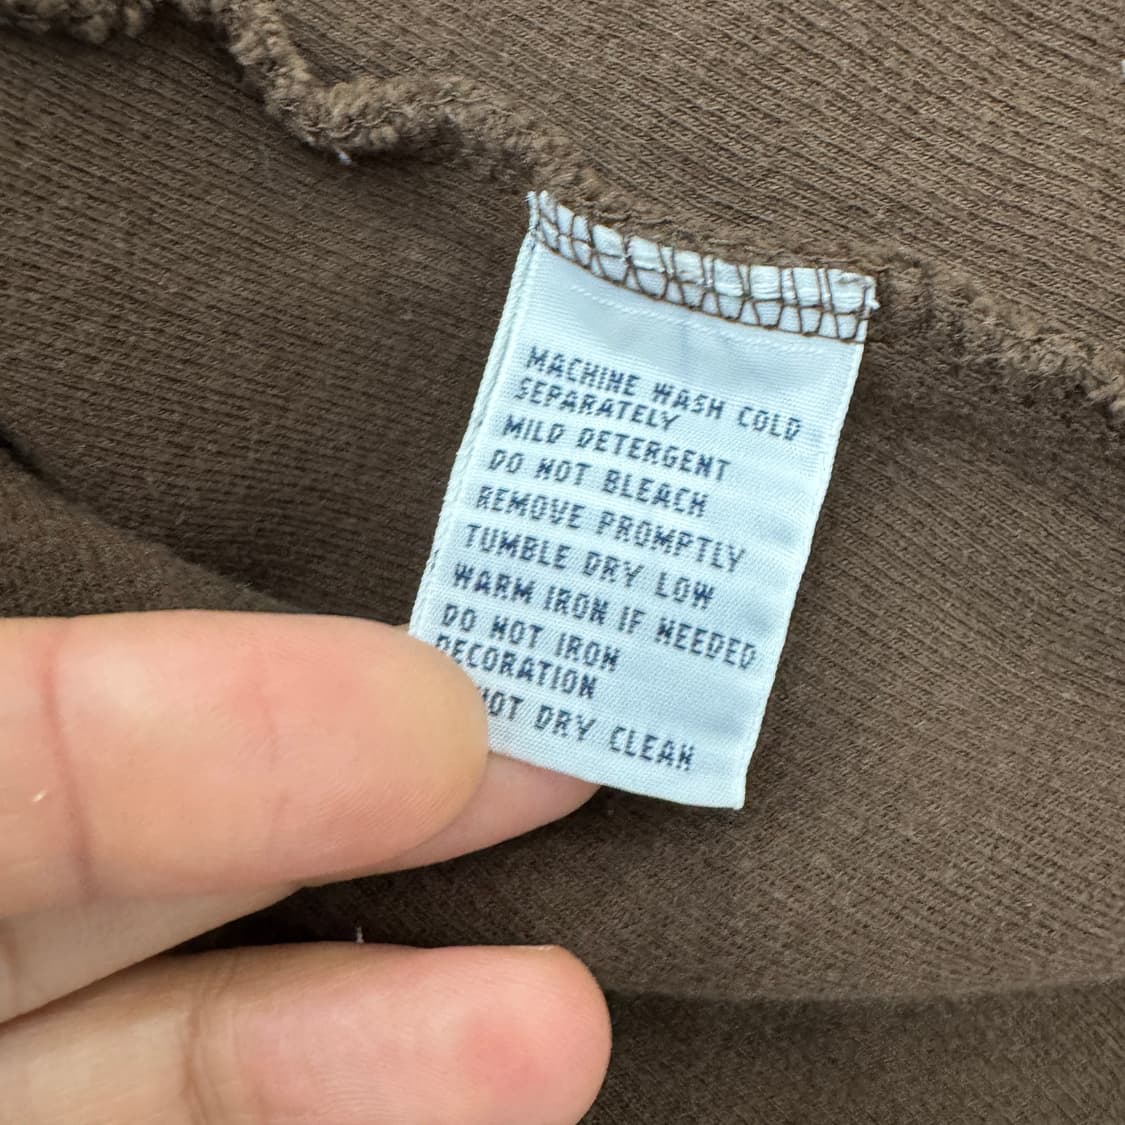 MACHINE WASH COLD
SEPARATELY
MILD DETERGENT
DO NOT BLEACH
REMOVE PROMPTLY
TUMBLE DRY LOW
WARM IRON IF NEEDED
DO NOT IRON
DECORATION
NOT DRY CLEAN